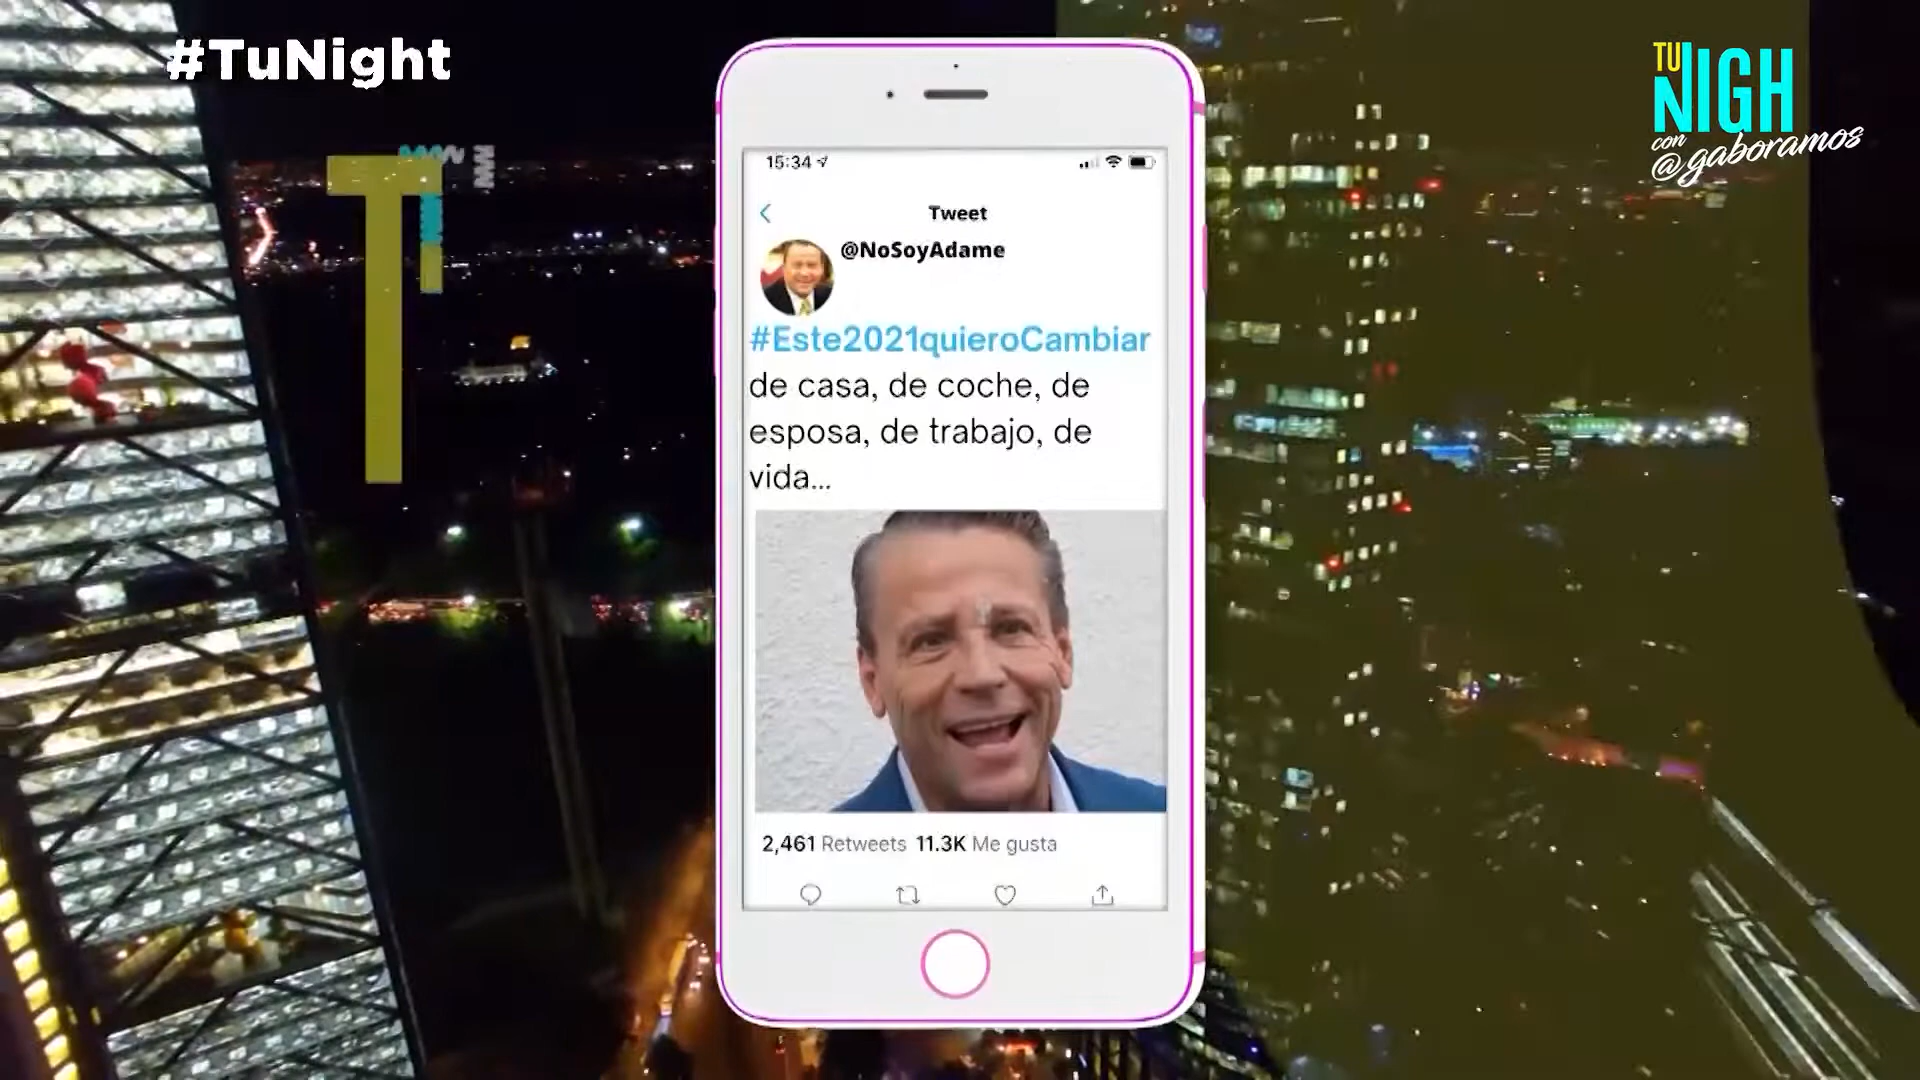 #TuNight
TU
NIGH
con
@gaboramos
T
15:34
Tweet
@NoSoyAdame
#Este2021quieroCambiar
de casa, de coche, de
esposa, de trabajo, de
vida...
2,461 Retweets 11.3K Me gusta